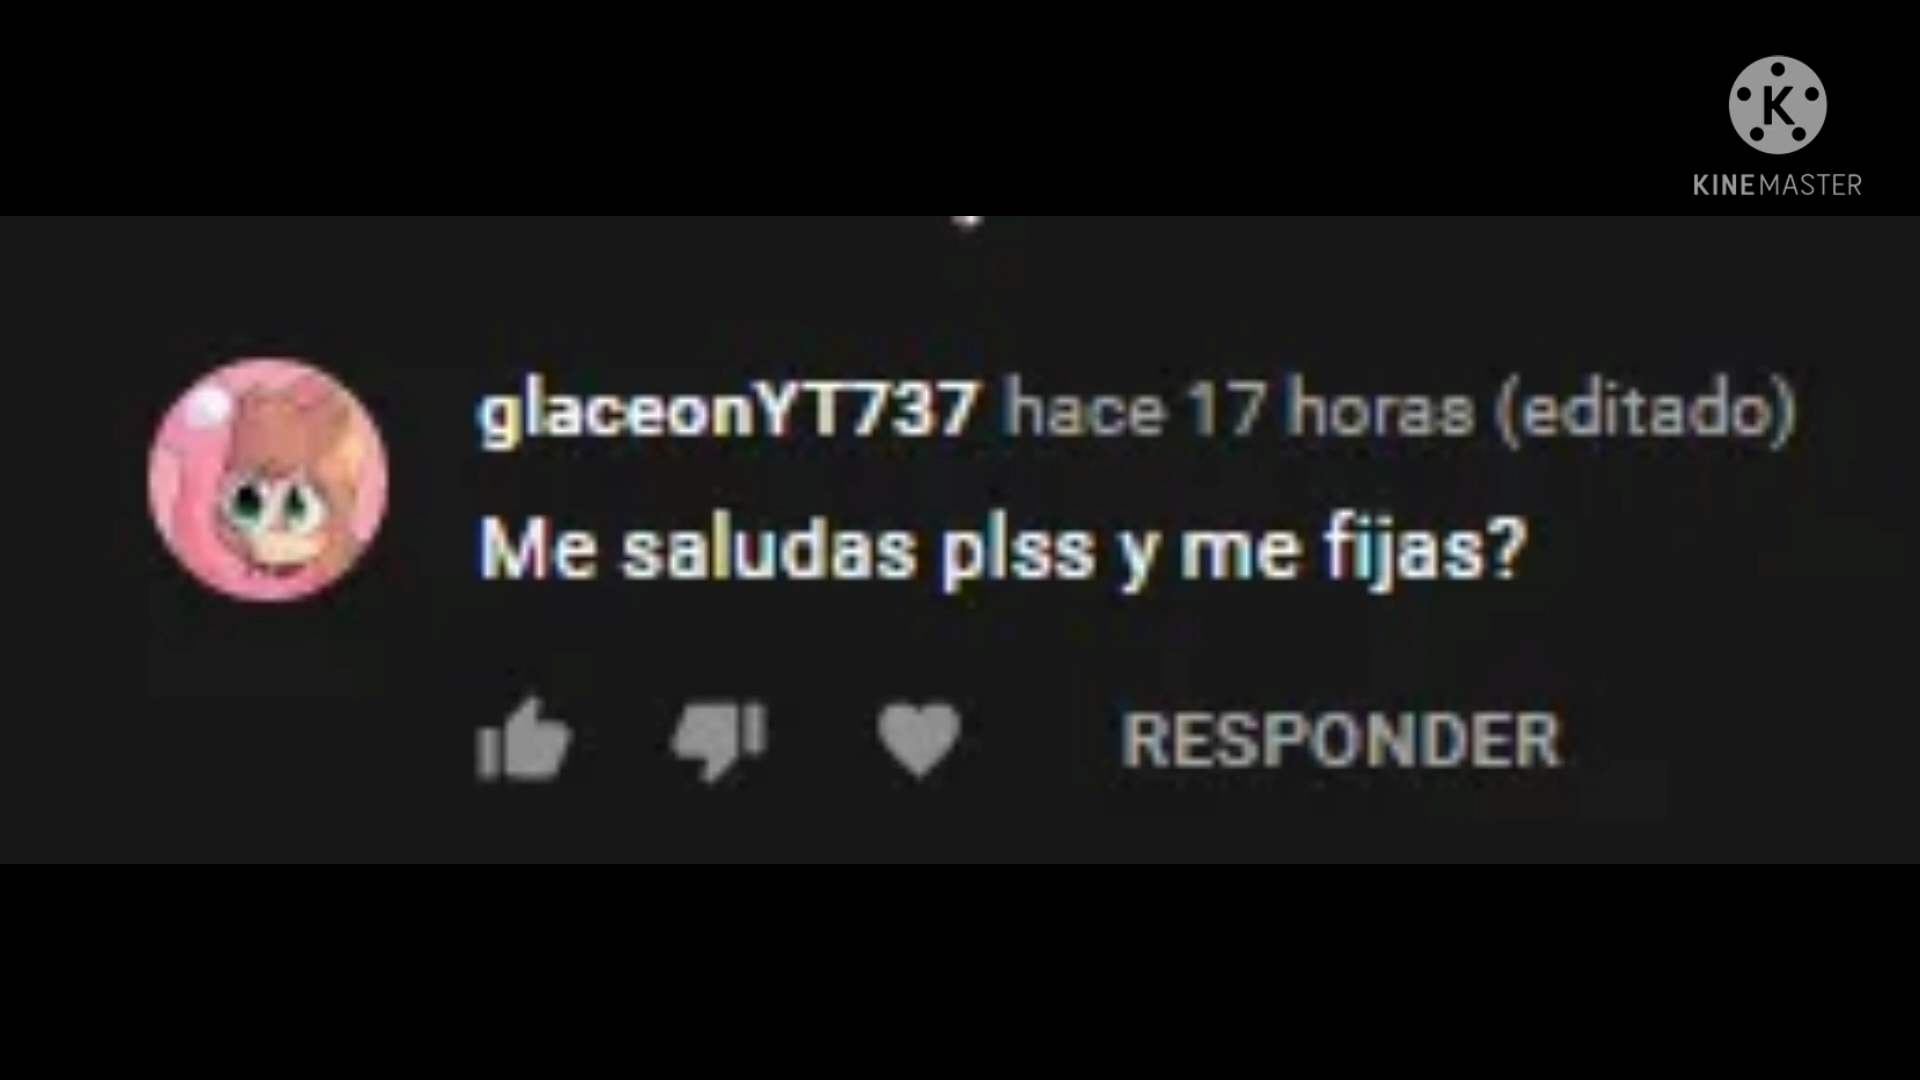 K
KINEMASTER
glaceonYT737 hace 17 horas (editado)
Me saludas plss y me fijas?
RESPONDER